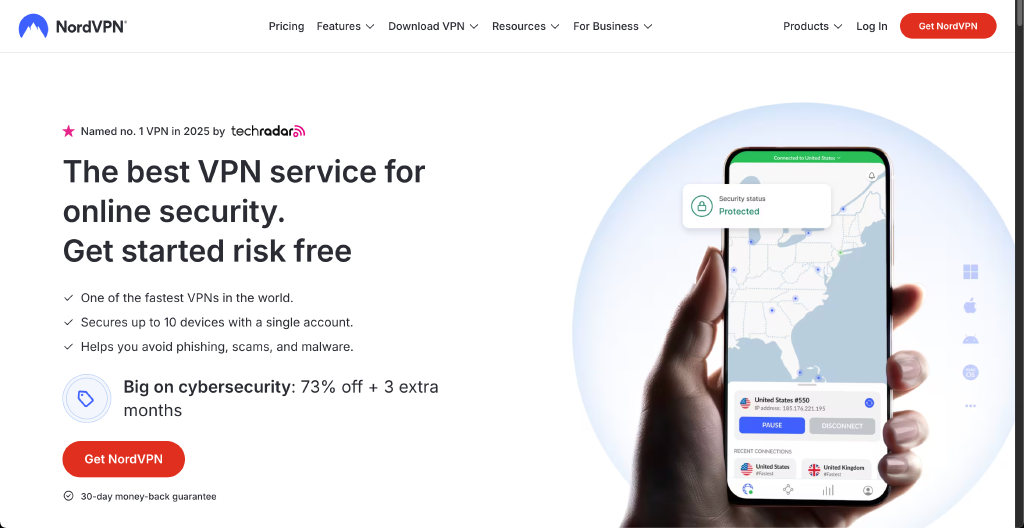 NordVPN®
Pricing
Features
Download VPN
Resources
For Business
Products
Log In
Get NordVPN
Named no. 1 VPN in 2025 by techradar
The best VPN service for
online security.
Get started risk free
One of the fastest VPNs in the world.
Secures up to 10 devices with a single account.
Helps you avoid phishing, scams, and malware.
Big on cybersecurity: 73% off + 3 extra
months
Get NordVPN
30-day money-back guarantee
Connected to United States
Security status
Protected
United States #550
IP address: 185.176.221.195
PAUSE
DISCONNECT
RECENT CONNECTIONS
United States
#Fastest
United Kingdom
#Fastest